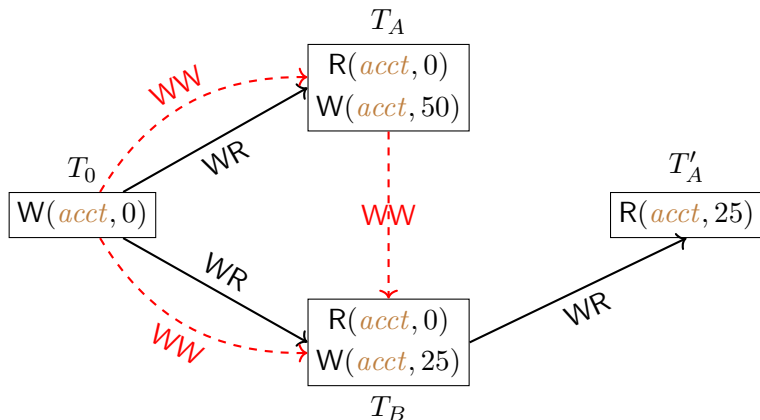 T_A
R(acct, 0)
W(acct, 50)
WW
WR
T_0
W(acct, 0)
T'_A
R(acct, 25)
WW
WR
WW
WR
R(acct, 0)
W(acct, 25)
T_B